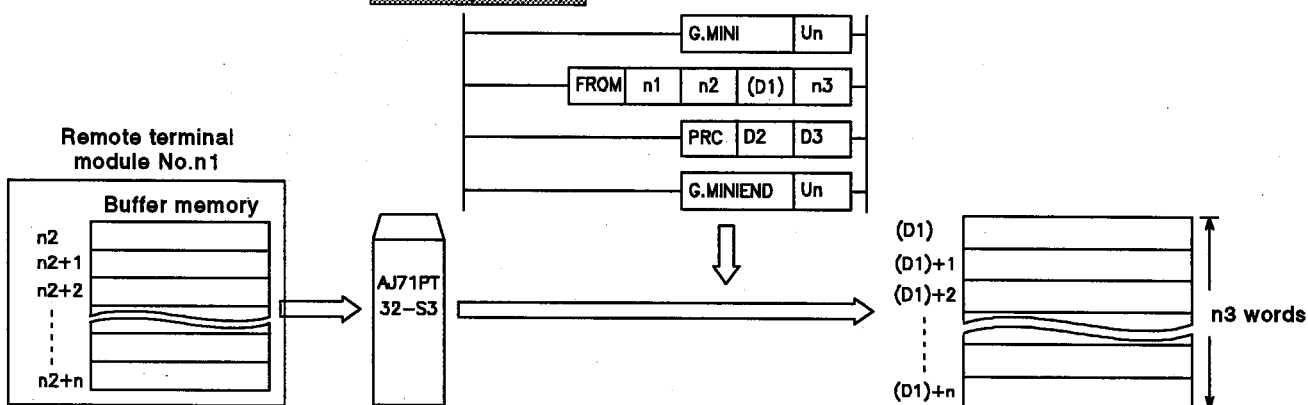 G.MINI Un
FROM n1 n2 (D1) n3
PRC D2 D3
G.MINIEND Un
Remote terminal
module No.n1
Buffer memory
n2
n2+1
n2+2
n2+n
AJ71PT
32-S3
(D1)
(D1)+1
(D1)+2
(D1)+n
n3 words